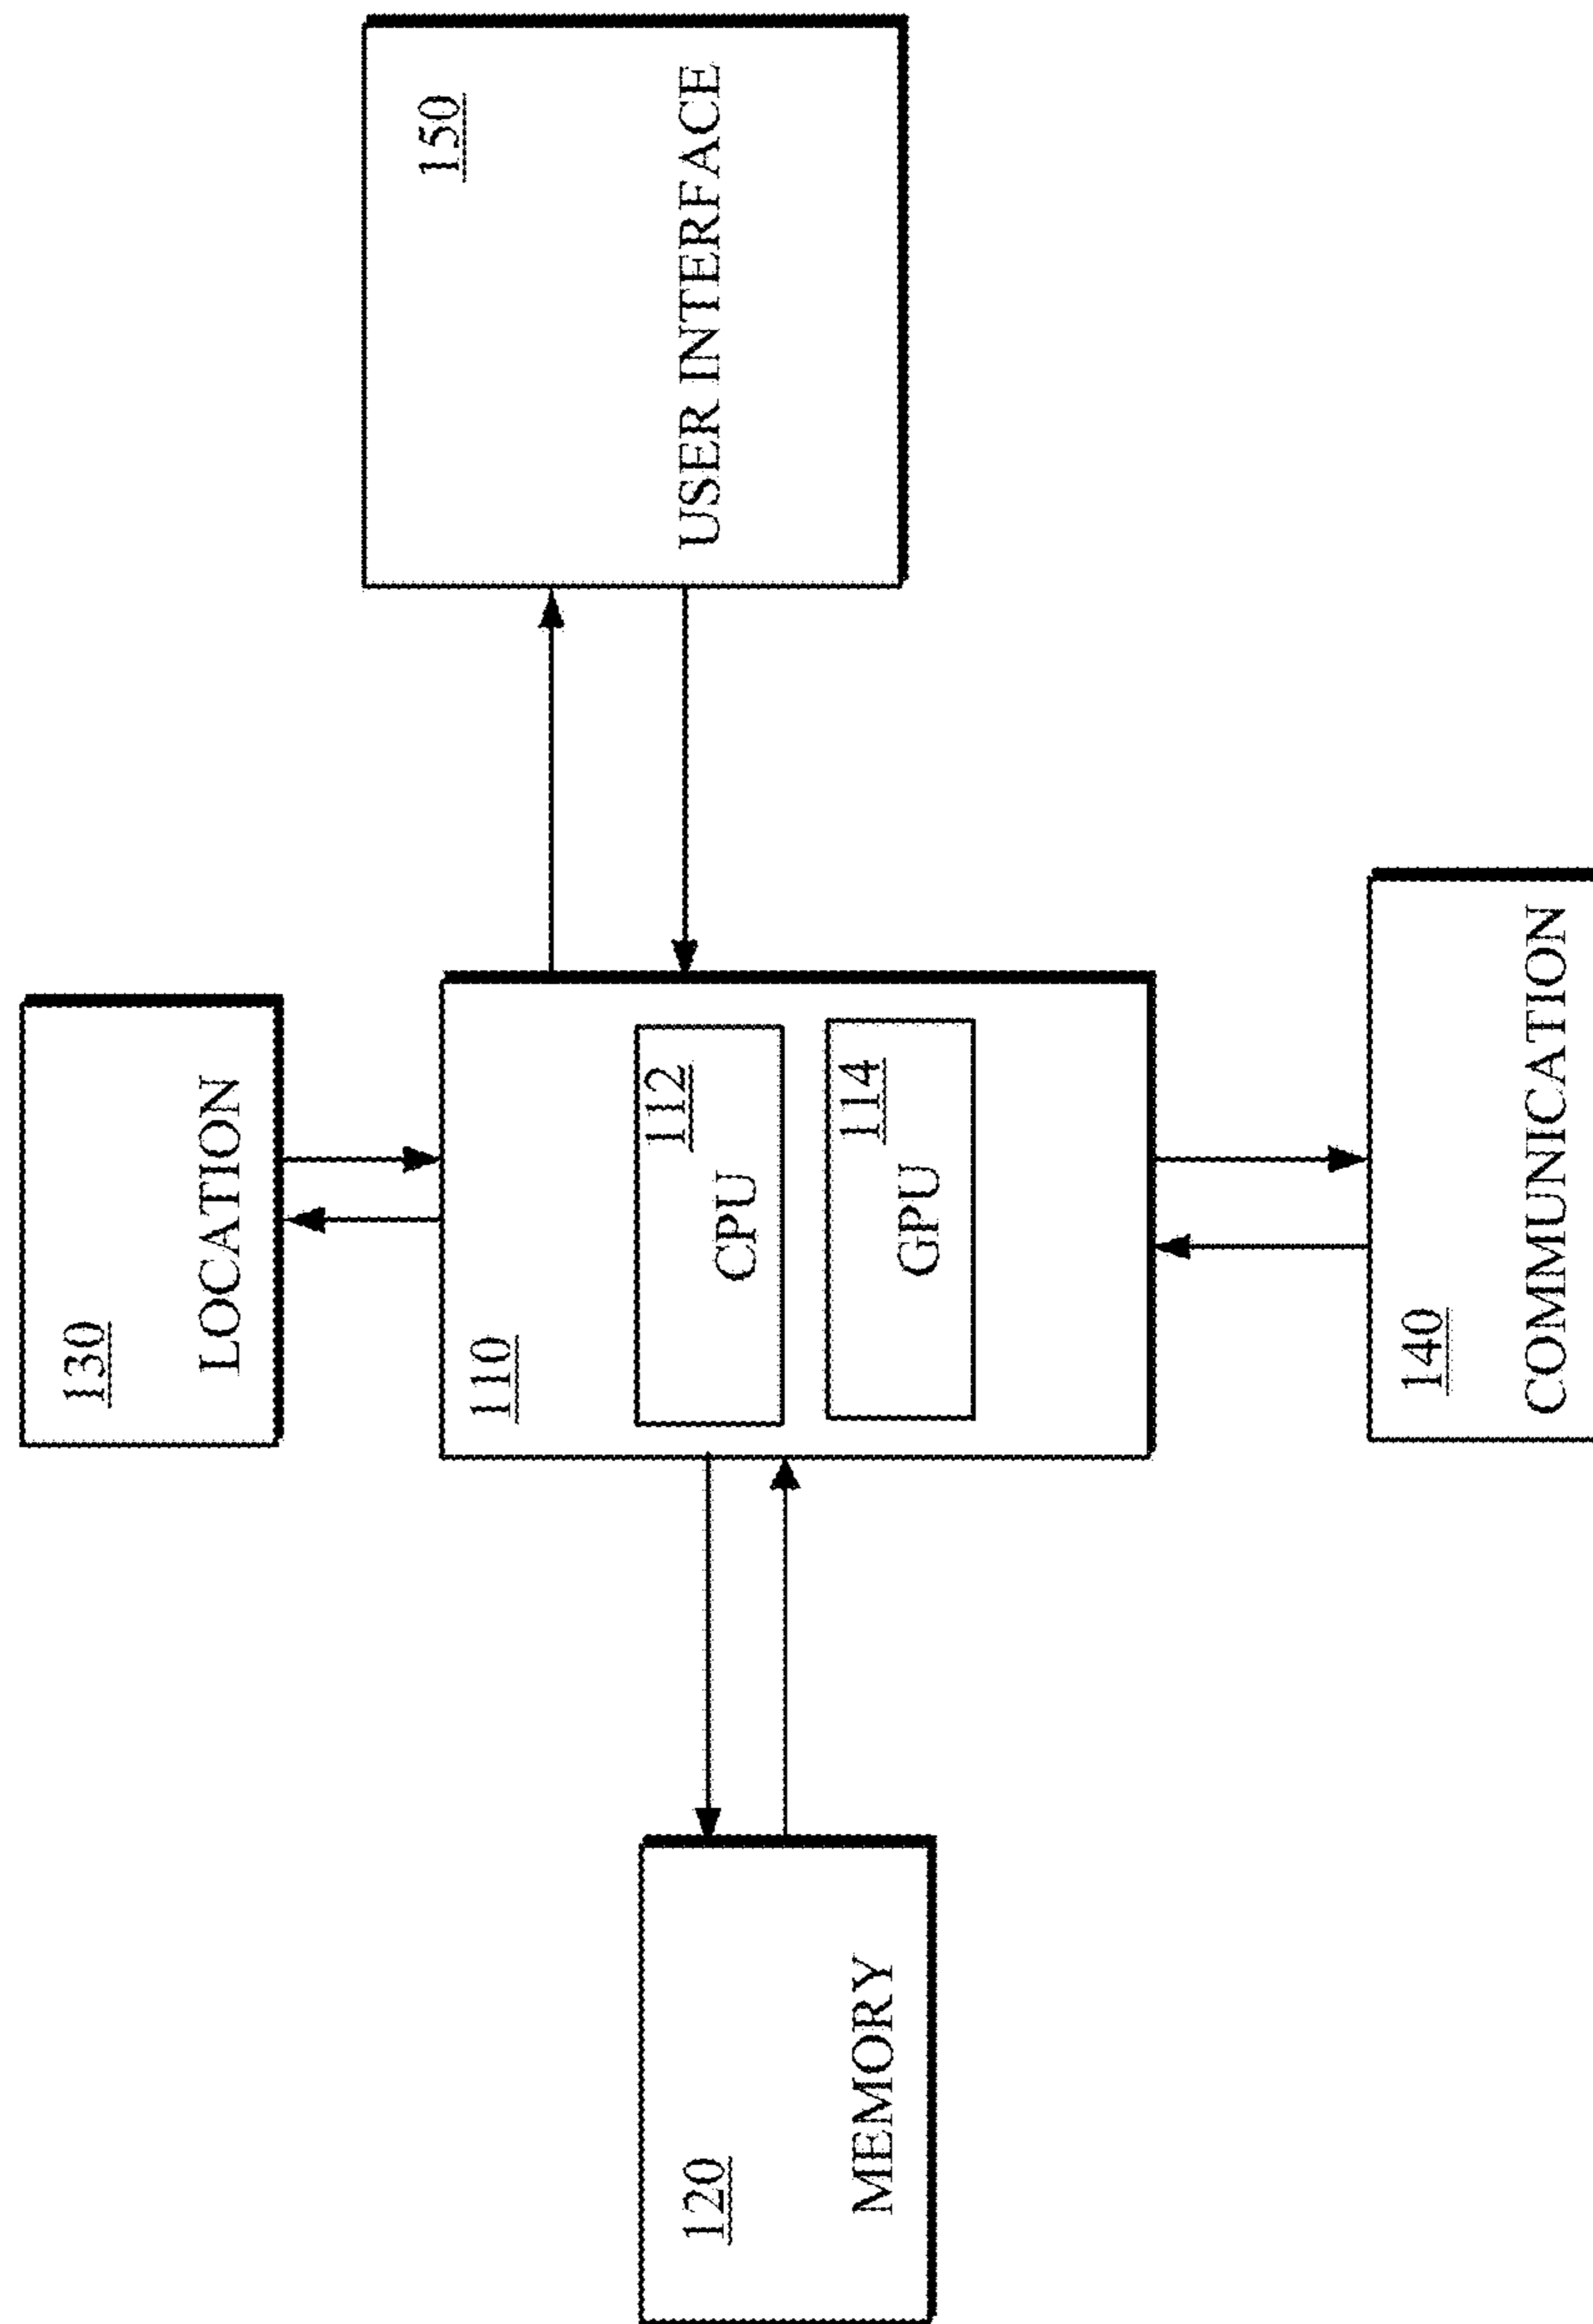 130
LOCATION
120
MEMORY
110
112
CPU
114
GPU
150
USER INTERFACE
140
COMMUNICATION